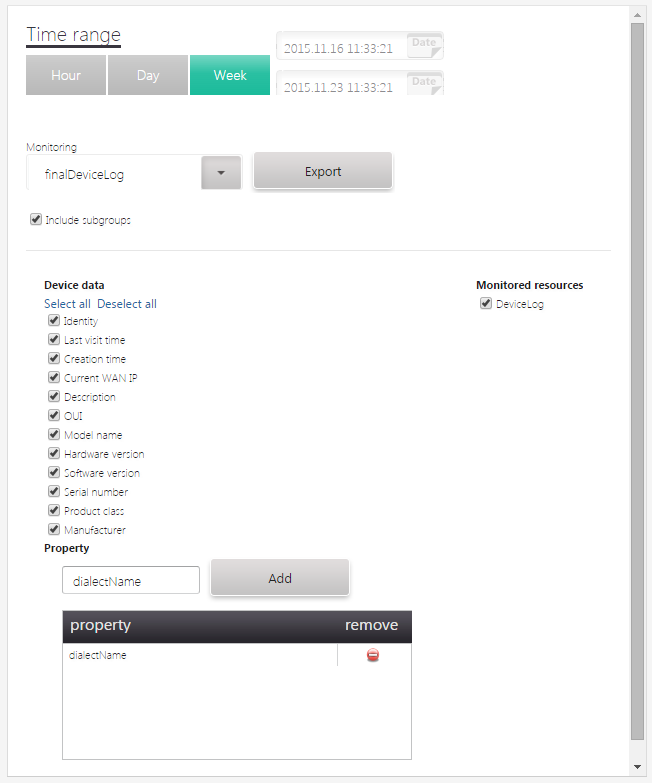 Time range
Hour Day Week
2015.11.16 11:33:21 Date
2015.11.23 11:33:21 Date
Monitoring
finalDeviceLog Export
Include subgroups
Device data
Select all Deselect all
Identity
Last visit time
Creation time
Current WAN IP
Description
OUI
Model name
Hardware version
Software version
Serial number
Product class
Manufacturer
Monitored resources
DeviceLog
Property
dialectName Add
property remove
dialectName